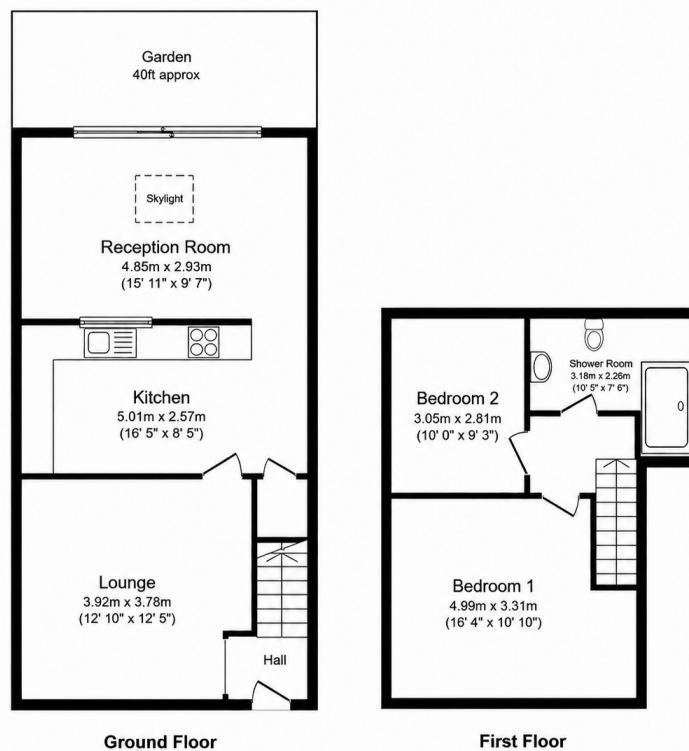 Garden
40ft approx
Skylight
Reception Room
4.85m x 2.93m
(15' 11" x 9' 7")
Kitchen
5.01m x 2.57m
(16' 5" x 8' 5")
Lounge
3.92m x 3.78m
(12' 10" x 12' 5")
Hall
Ground Floor
Shower Room
3.18m x 2.26m
(10' 5" x 7' 6")
Bedroom 2
3.05m x 2.81m
(10' 0" x 9' 3")
Bedroom 1
4.99m x 3.31m
(16' 4" x 10' 10")
First Floor